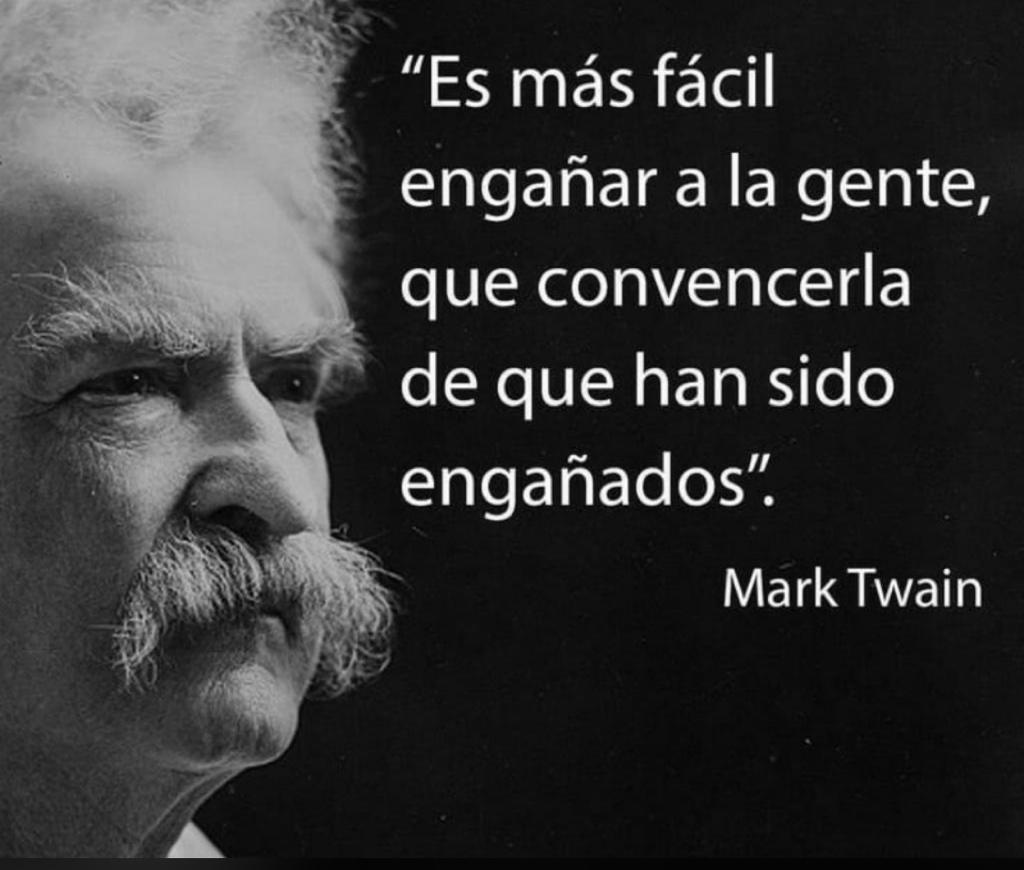 “Es más fácil
engañar a la gente,
que convencerla
de que han sido
engañados”.
Mark Twain